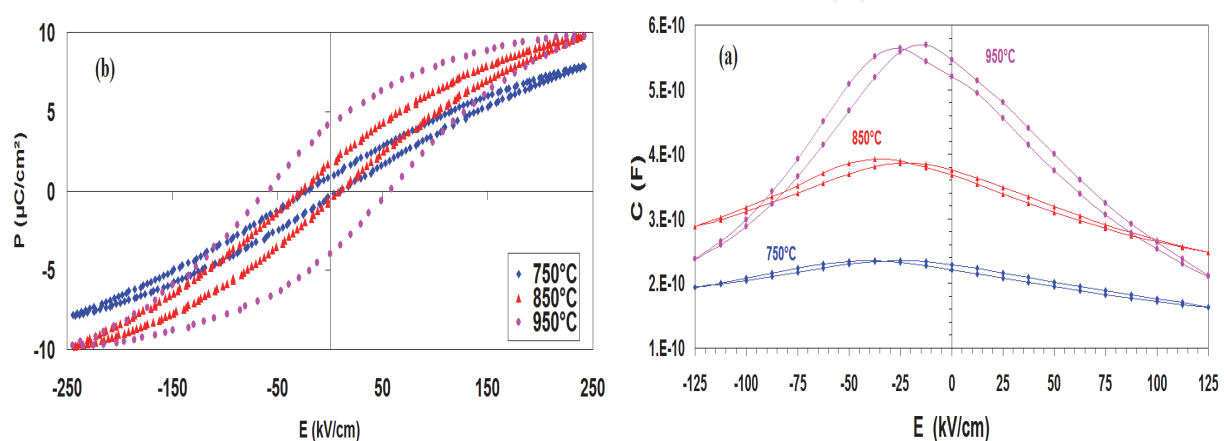 (b)
P (µC/cm²)
10
5
0
-5
-10
-250
-150
-50
50
150
250
E (kV/cm)
750°C
850°C
950°C
(a)
C (F)
6.E-10
5.E-10
4.E-10
3.E-10
2.E-10
1.E-10
950°C
850°C
750°C
-125
-100
-75
-50
-25
0
25
50
75
100
125
E (kV/cm)